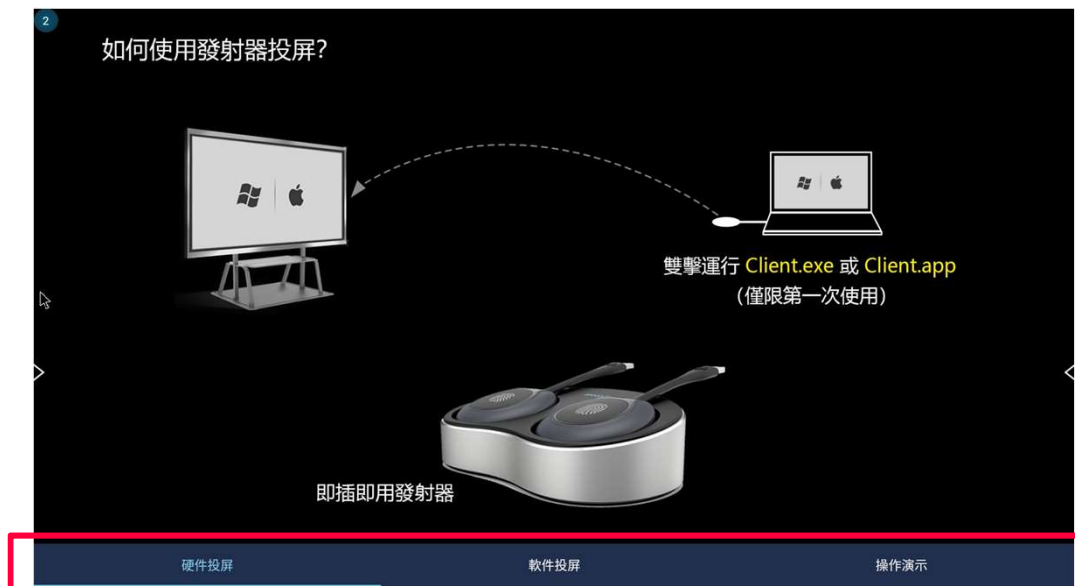 2
如何使用發射器投屏?
雙擊運行 Client.exe 或 Client.app
(僅限第一次使用)
即插即用發射器
硬件投屏
軟件投屏
操作演示